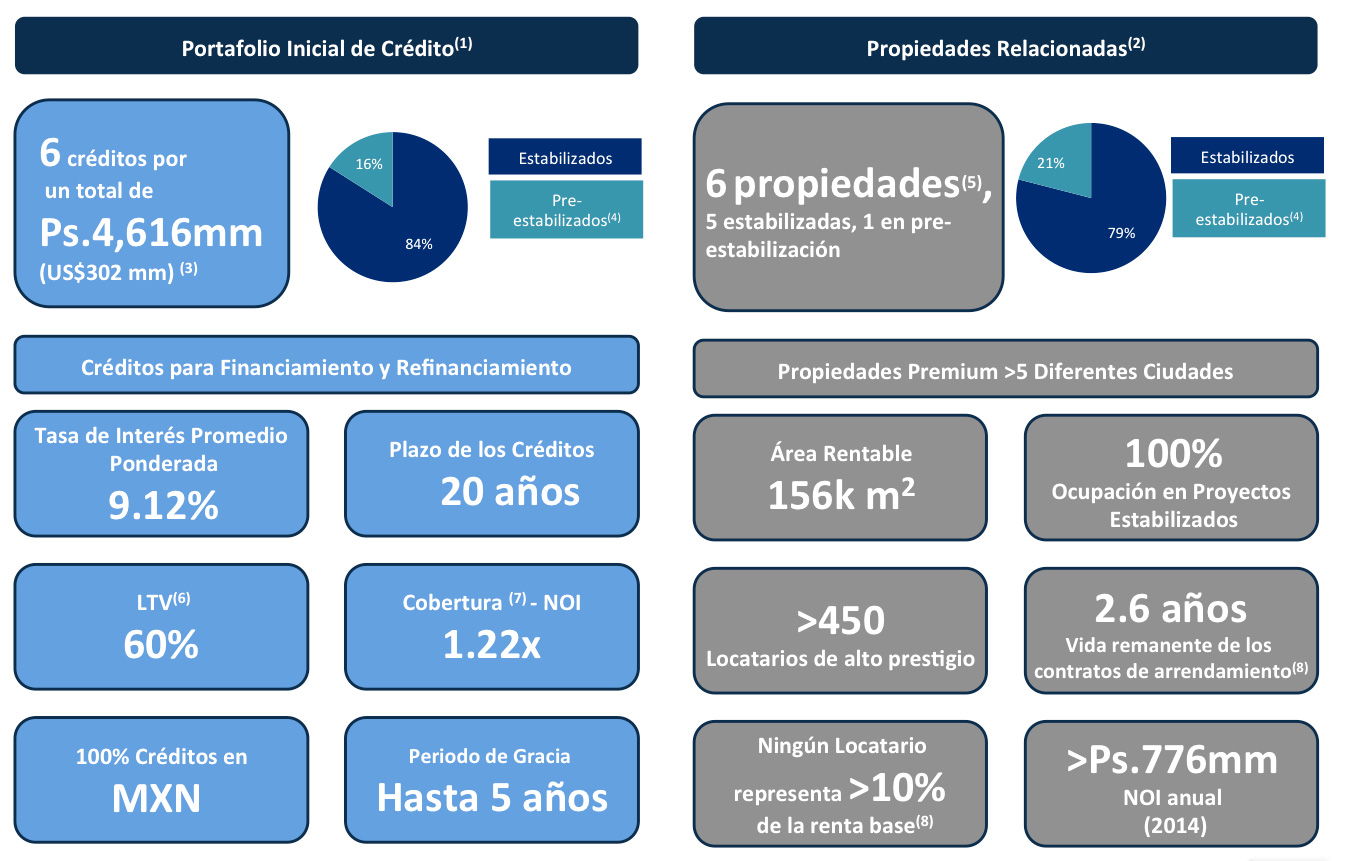 Portafolio Inicial de Crédito(1)
6 créditos por
un total de
Ps.4,616mm
(US$302 mm) (3)
16%
84%
Estabilizados
Pre-
estabilizados(4)
Créditos para Financiamiento y Refinanciamiento
Tasa de Interés Promedio
Ponderada
9.12%
Plazo de los Créditos
20 años
LTV(6)
60%
Cobertura (7) - NOI
1.22x
100% Créditos en
MXN
Periodo de Gracia
Hasta 5 años
Propiedades Relacionadas(2)
6 propiedades(5),
5 estabilizadas, 1 en pre-
estabilización
21%
79%
Estabilizados
Pre-
estabilizados(4)
Propiedades Premium >5 Diferentes Ciudades
Área Rentable
156k m2
100%
Ocupación en Proyectos
Estabilizados
>450
Locatarios de alto prestigio
2.6 años
Vida remanente de los
contratos de arrendamiento(8)
Ningún Locatario
representa >10%
de la renta base(8)
>Ps.776mm
NOI anual
(2014)